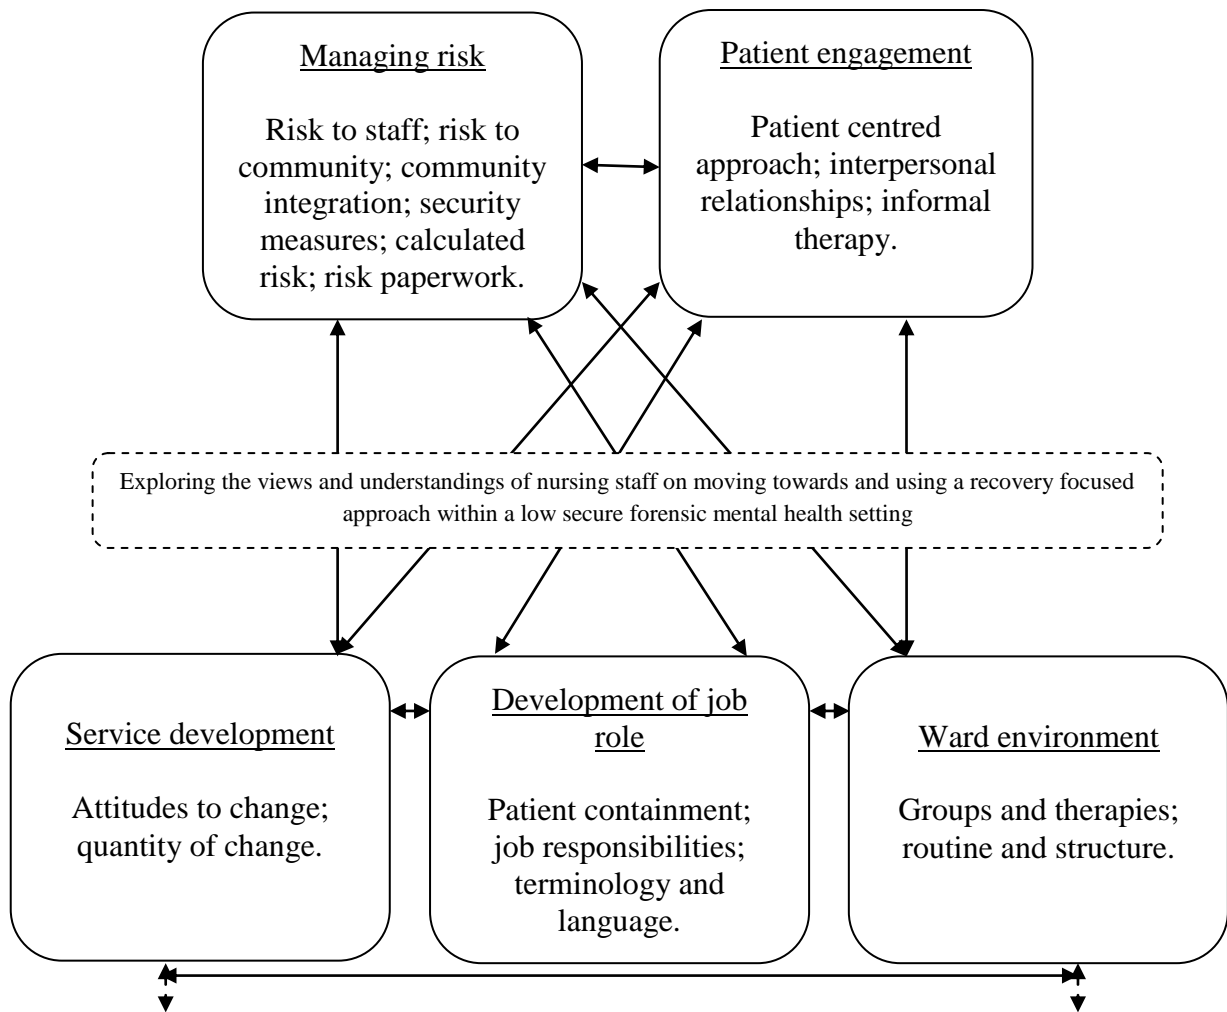 Managing risk
Risk to staff; risk to
community; community
integration; security
measures; calculated
risk; risk paperwork.
Patient engagement
Patient centred
approach; interpersonal
relationships; informal
therapy.
Exploring the views and understandings of nursing staff on moving towards and using a recovery focused
approach within a low secure forensic mental health setting
Service development
Attitudes to change;
quantity of change.
Development of job
role
Patient containment;
job responsibilities;
terminology and
language.
Ward environment
Groups and therapies;
routine and structure.